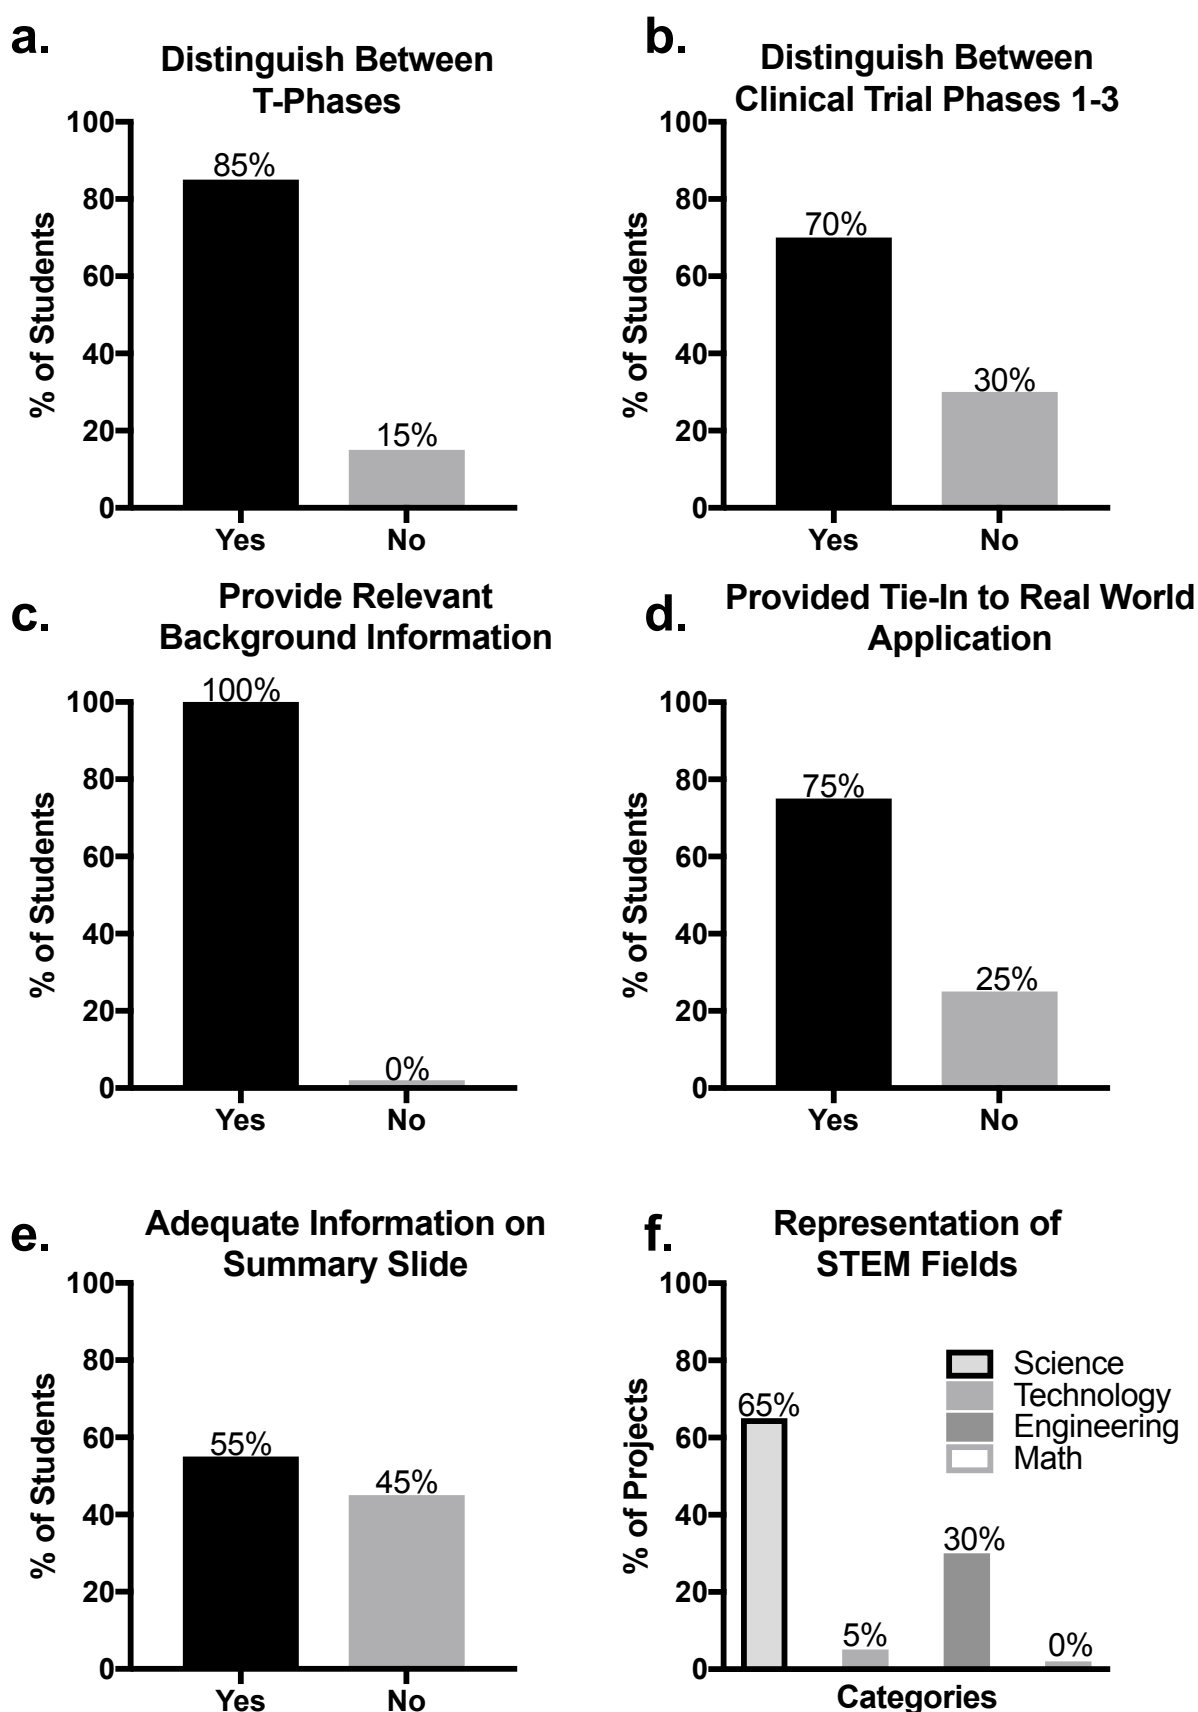 a.
Distinguish Between
T-Phases
% of Students
100
80
60
40
20
0
85%
15%
Yes
No
b.
Distinguish Between
Clinical Trial Phases 1-3
% of Students
100
80
60
40
20
0
70%
30%
Yes
No
c.
Provide Relevant
Background Information
% of Students
100
80
60
40
20
0
100%
0%
Yes
No
d.
Provided Tie-In to Real World
Application
% of Students
100
80
60
40
20
0
75%
25%
Yes
No
e.
Adequate Information on
Summary Slide
% of Students
100
80
60
40
20
0
55%
45%
Yes
No
f.
Representation of
STEM Fields
% of Projects
100
80
60
40
20
0
65%
5%
30%
0%
Science
Technology
Engineering
Math
Categories